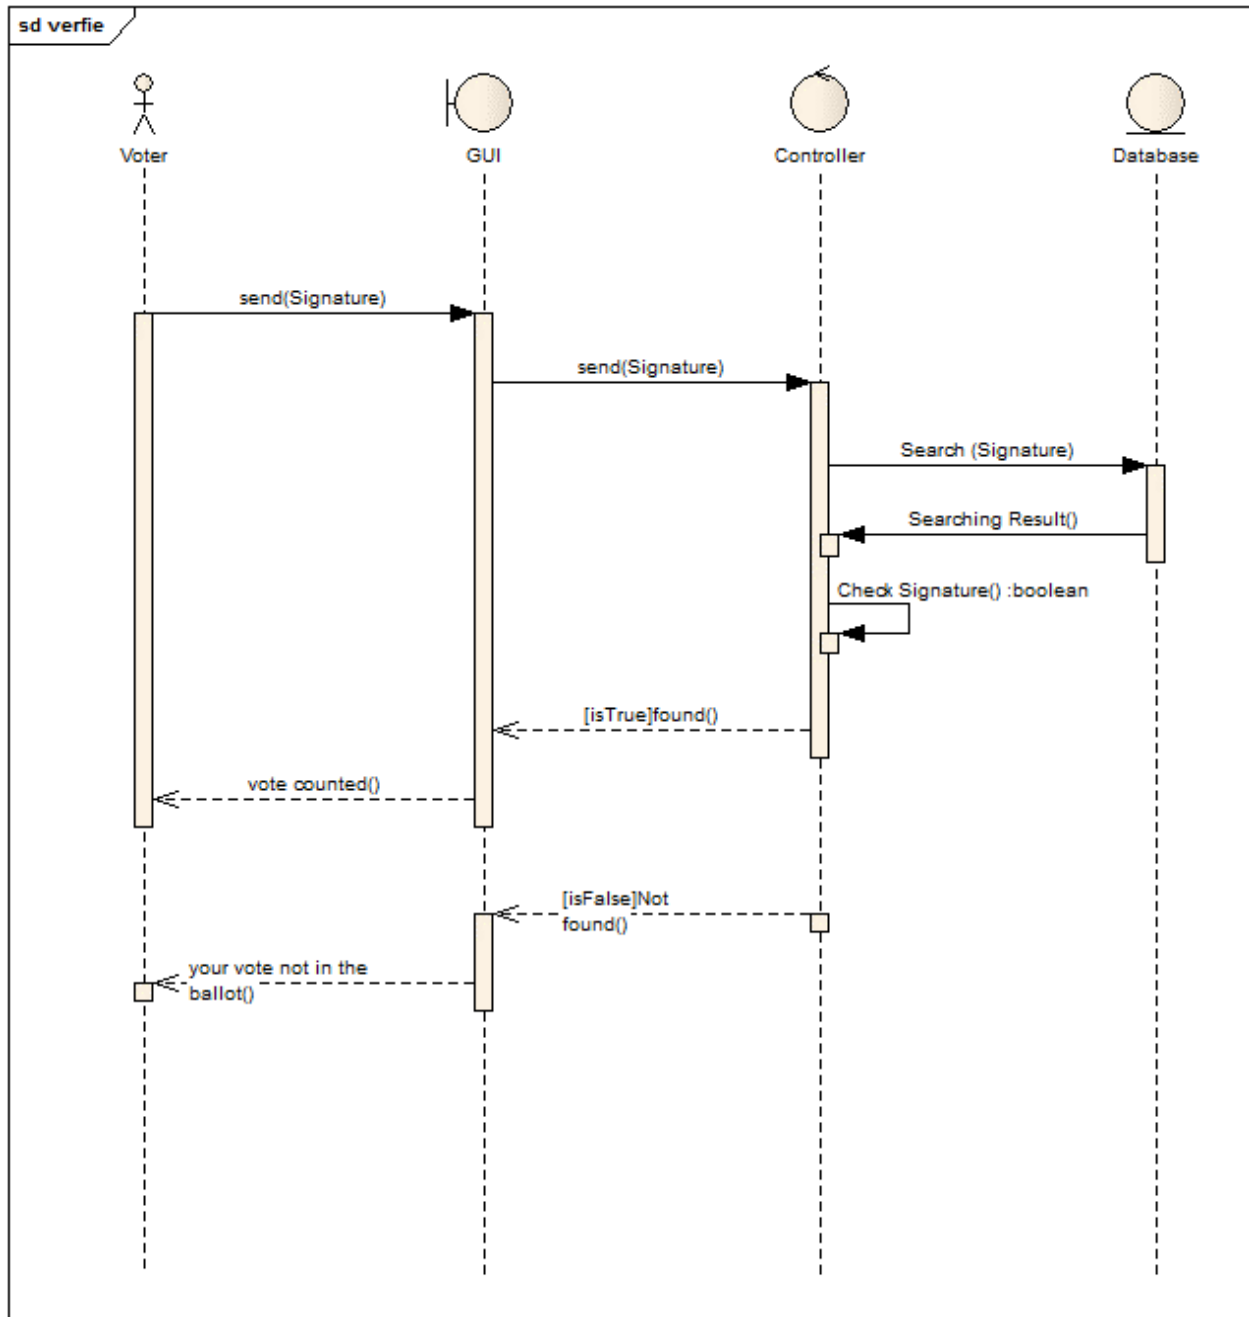 sd verfie
Voter
GUI
Controller
Database
send(Signature)
send(Signature)
Search (Signature)
Searching Result()
Check Signature() :boolean
[isTrue]found()
vote counted()
[isFalse]Not
found()
your vote not in the
ballot()